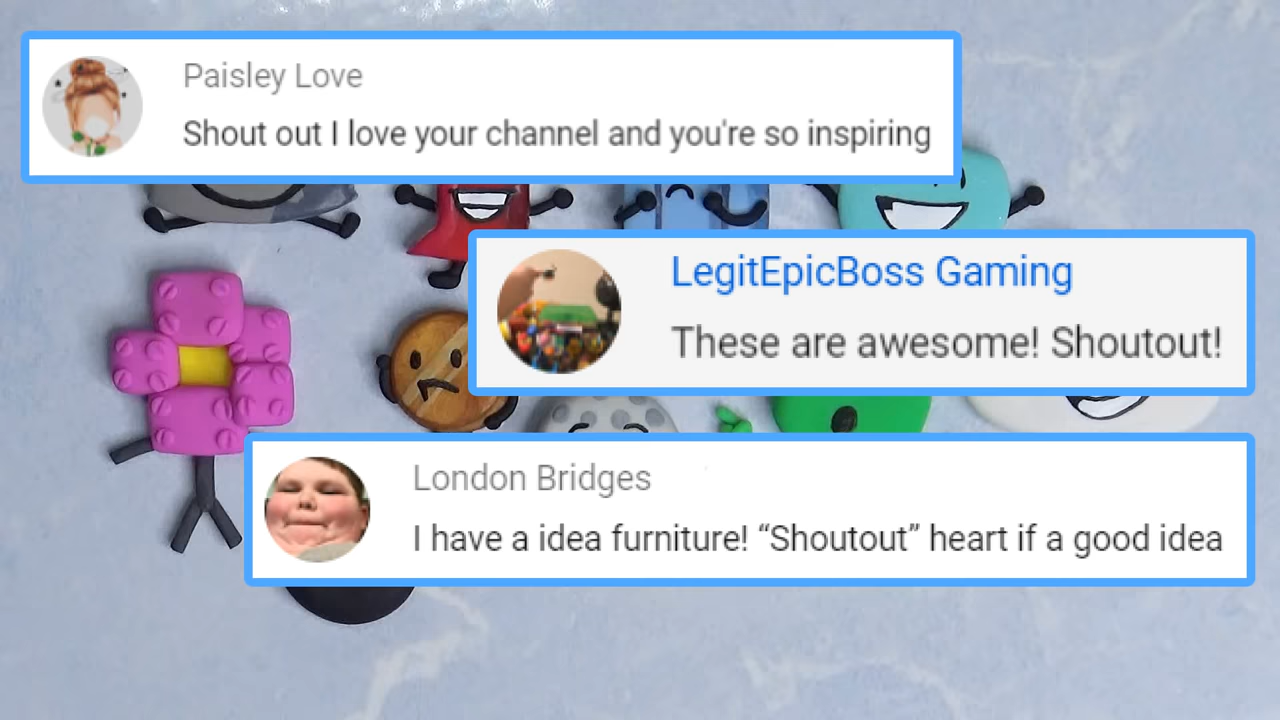 Paisley Love
Shout out I love your channel and you're so inspiring
LegitEpicBoss Gaming
These are awesome! Shoutout!
London Bridges
I have a idea furniture! “Shoutout” heart if a good idea